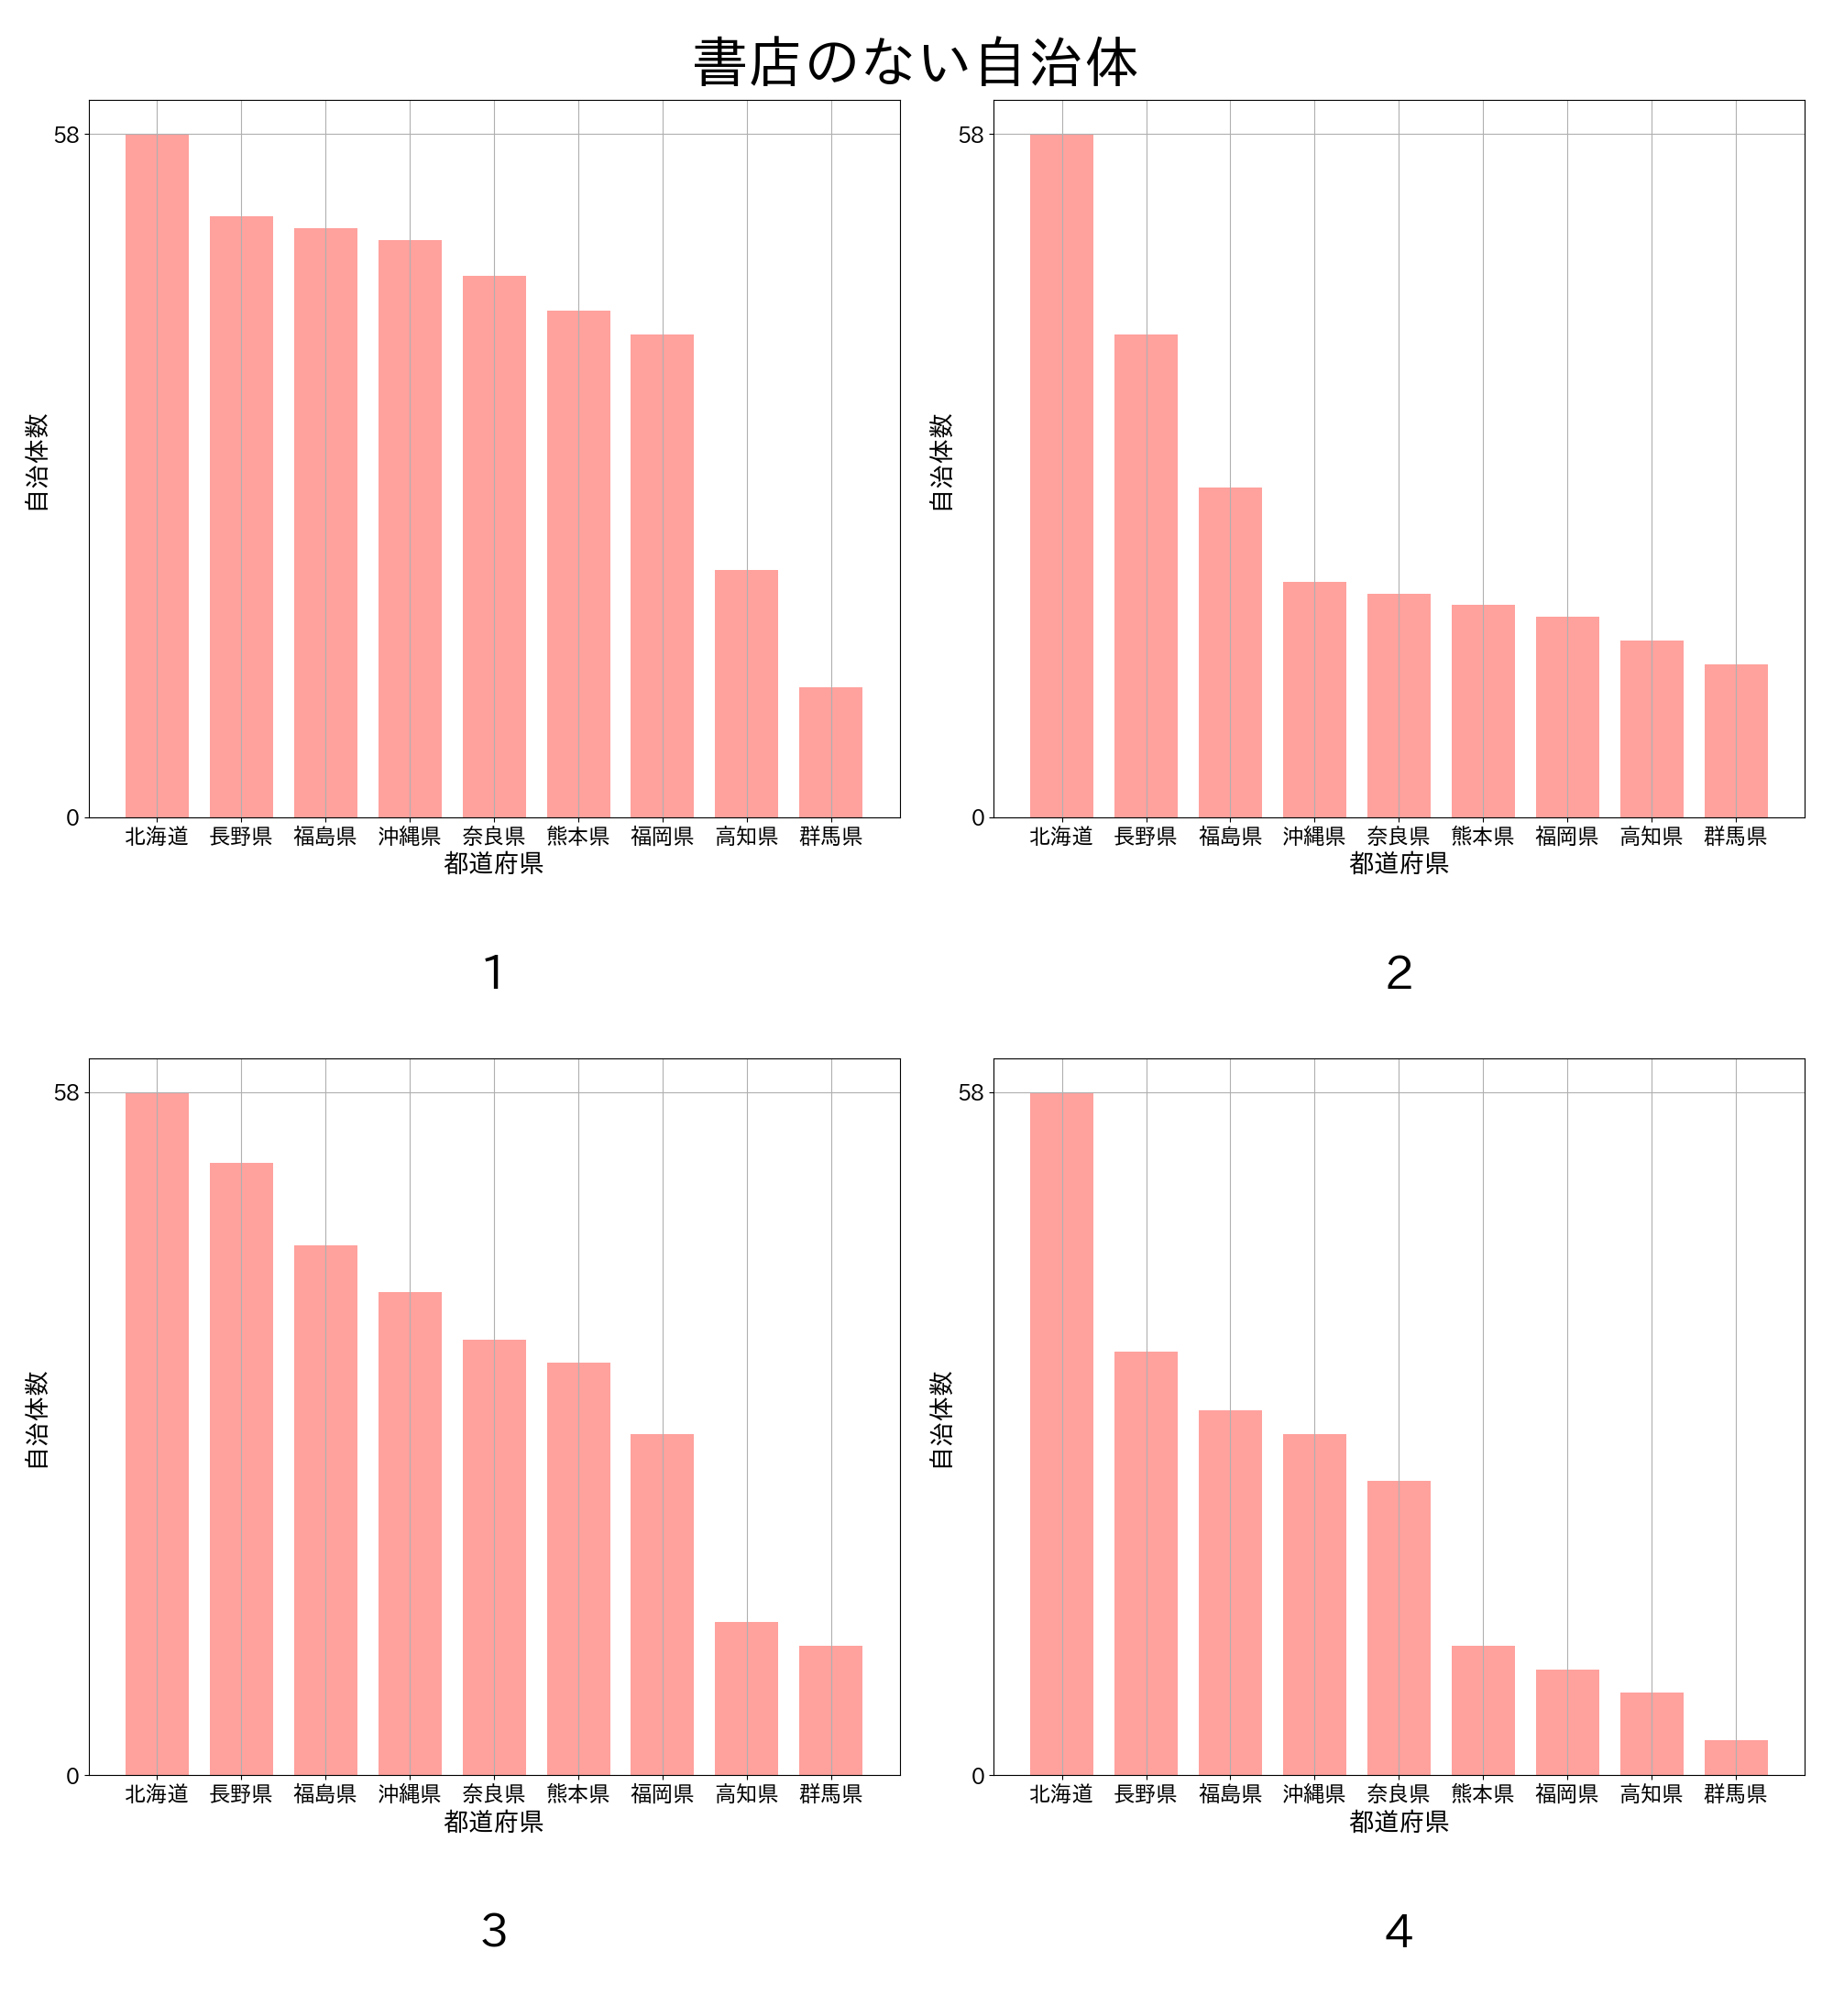 書店のない自治体
58
0
自治体数
北海道 長野県 福島県 沖縄県 奈良県 熊本県 福岡県 高知県 群馬県
都道府県
1
58
0
自治体数
北海道 長野県 福島県 沖縄県 奈良県 熊本県 福岡県 高知県 群馬県
都道府県
2
58
0
自治体数
北海道 長野県 福島県 沖縄県 奈良県 熊本県 福岡県 高知県 群馬県
都道府県
3
58
0
自治体数
北海道 長野県 福島県 沖縄県 奈良県 熊本県 福岡県 高知県 群馬県
都道府県
4